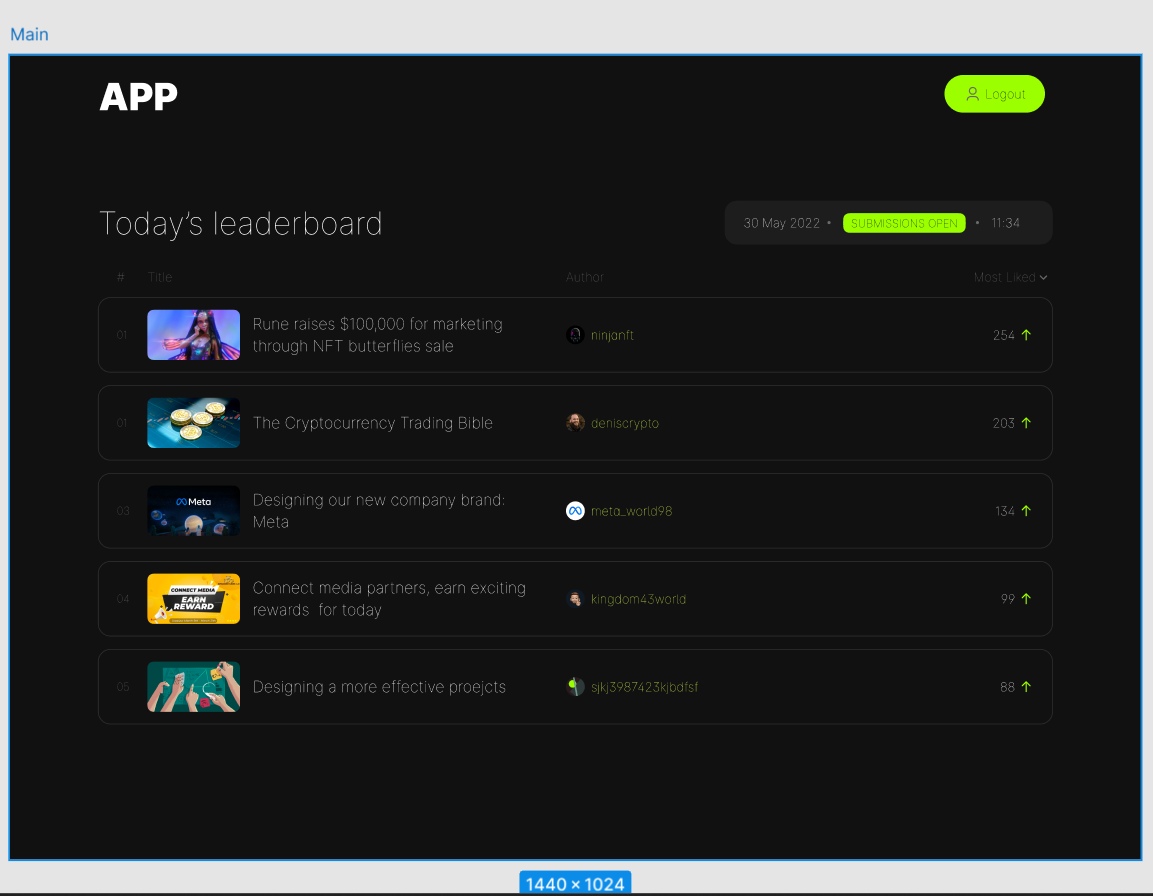 Main
APP
Logout
Today's leaderboard
30 May 2022 • SUBMISSIONS OPEN • 11:34
# Title Author Most Liked
01 Rune raises $100,000 for marketing
through NFT butterflies sale
ninjanft 254
01 The Cryptocurrency Trading Bible deniscrypto 203
03 Meta Designing our new company brand:
Meta
meta_world98 134
04 Connect media partners, earn exciting
rewards for today
CONNECT MEDIA
EARN
REWARD
kingdom43world 99
05 Designing a more effective proejcts sjkj3987423kjbdfsf 88
1440 × 1024